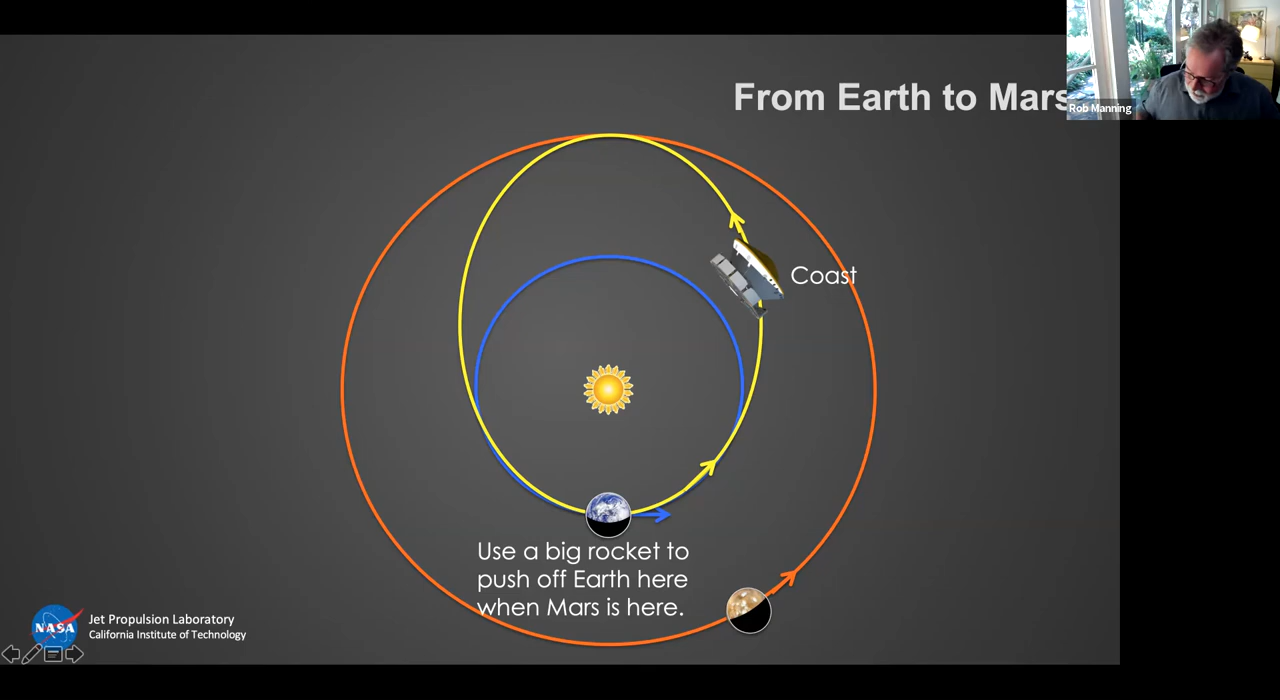 From Earth to Mars
Rob Manning
Coast
Use a big rocket to
push off Earth here
when Mars is here.
NASA
Jet Propulsion Laboratory
California Institute of Technology